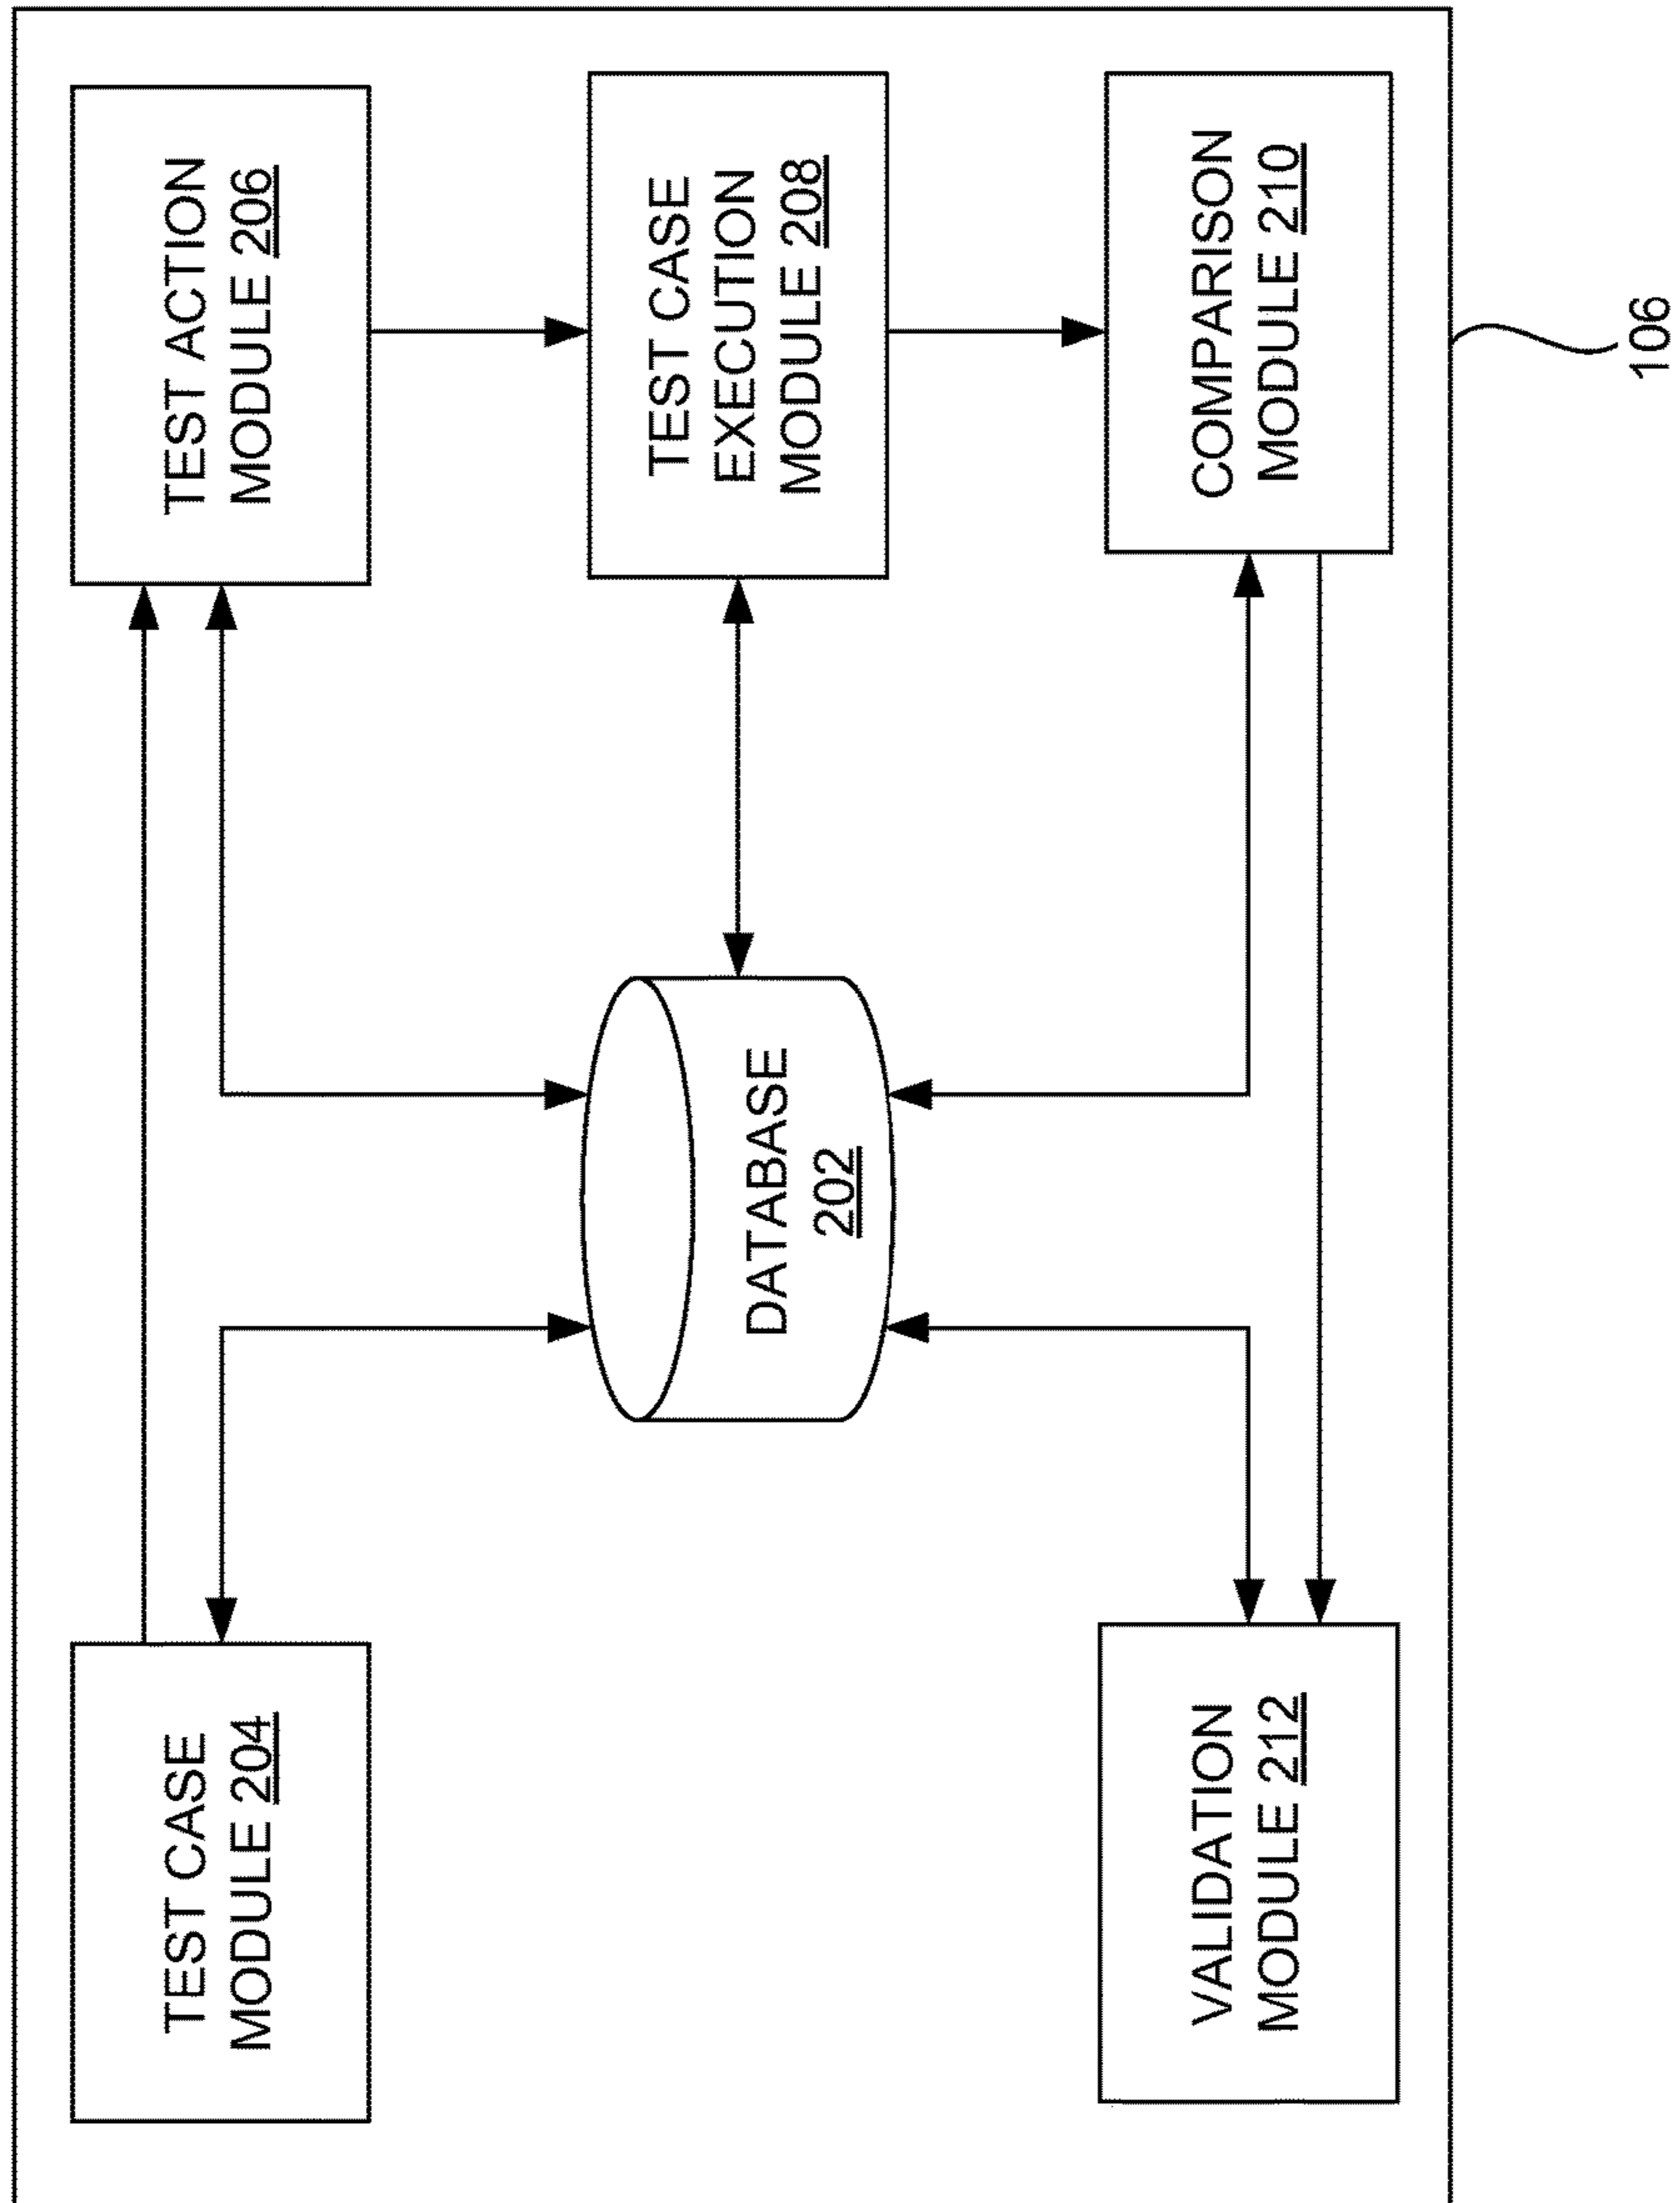 TEST CASE
MODULE 204
TEST ACTION
MODULE 206
DATABASE
202
TEST CASE
EXECUTION
MODULE 208
VALIDATION
MODULE 212
COMPARISON
MODULE 210
106